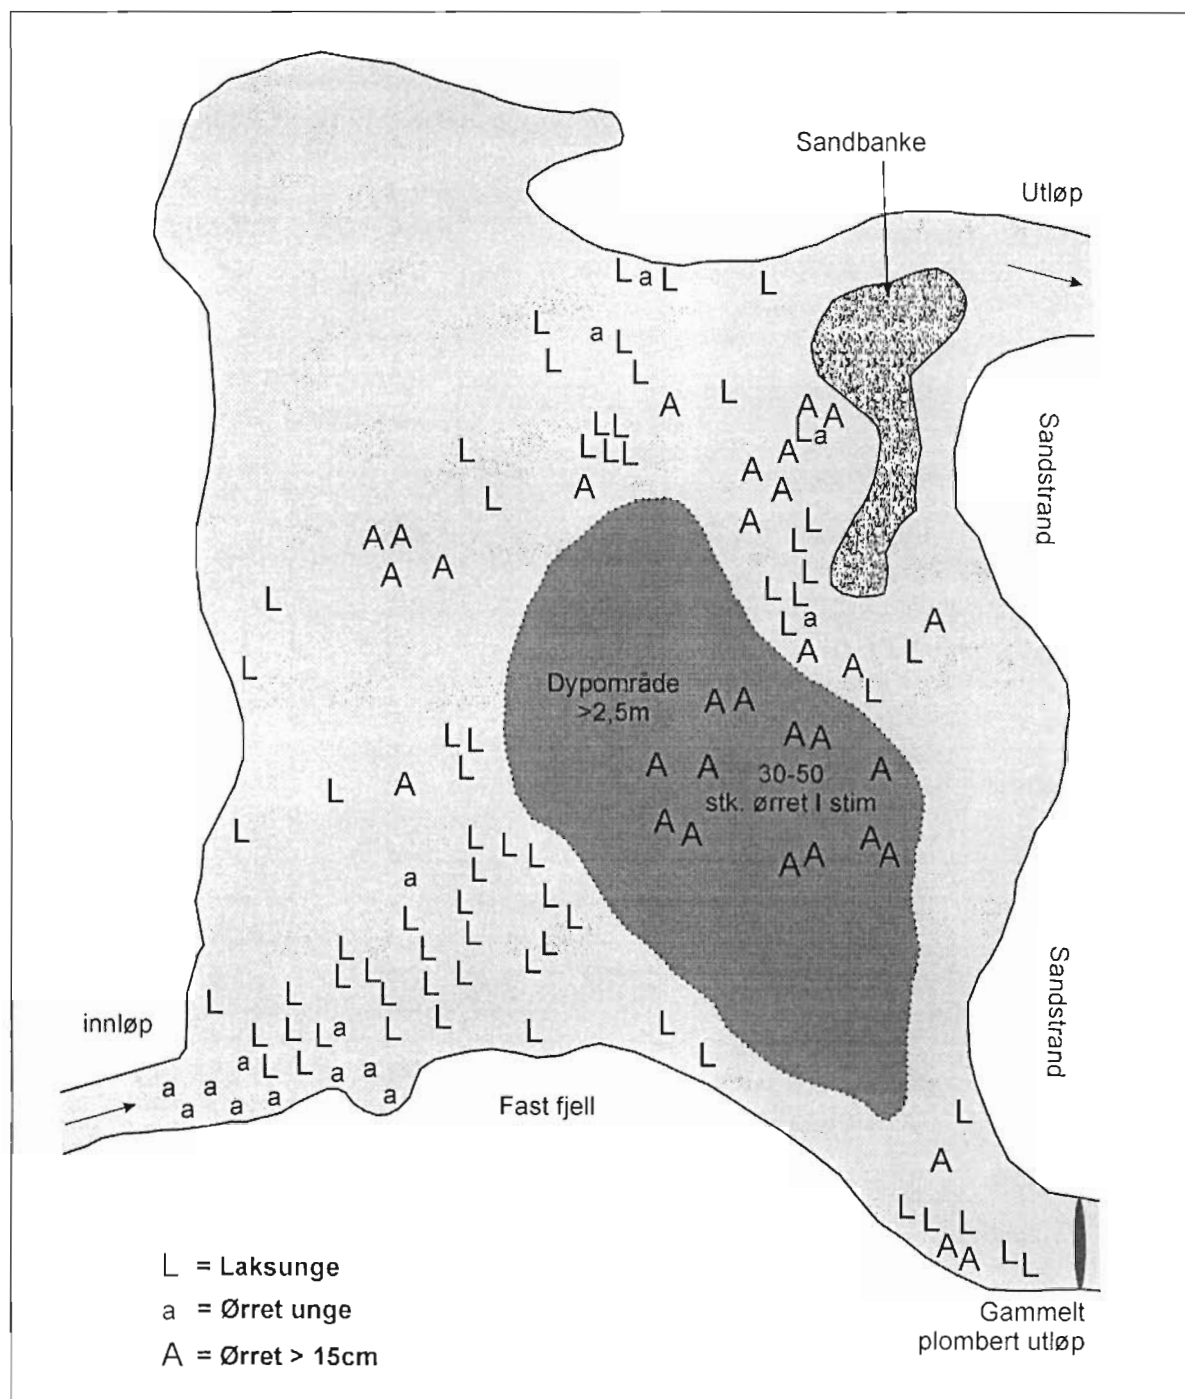 Sandbanke
Utløp
L a L L
L a L
L L
A L A A
L L L a
L L L L A
A A A
L A L
A A L
A L
L L L
L L a A
L A L
L A L
Dypområde
>2,5m
A A
L L A A
L A A A
30-50
stk. ørret I stim
L A
L A A
L L L A A A A
L
a
L L
L L L
L L L
L L L L L
L L L L
L L L L
L L L a L L L
a L L a a L
a a a a a a
innløp
Fast fjell
Sandstrand
Sandstrand
L
A
L L L
A A L L
L = Laksunge
a = Ørret unge
A = Ørret > 15cm
Gammelt
plombert utløp